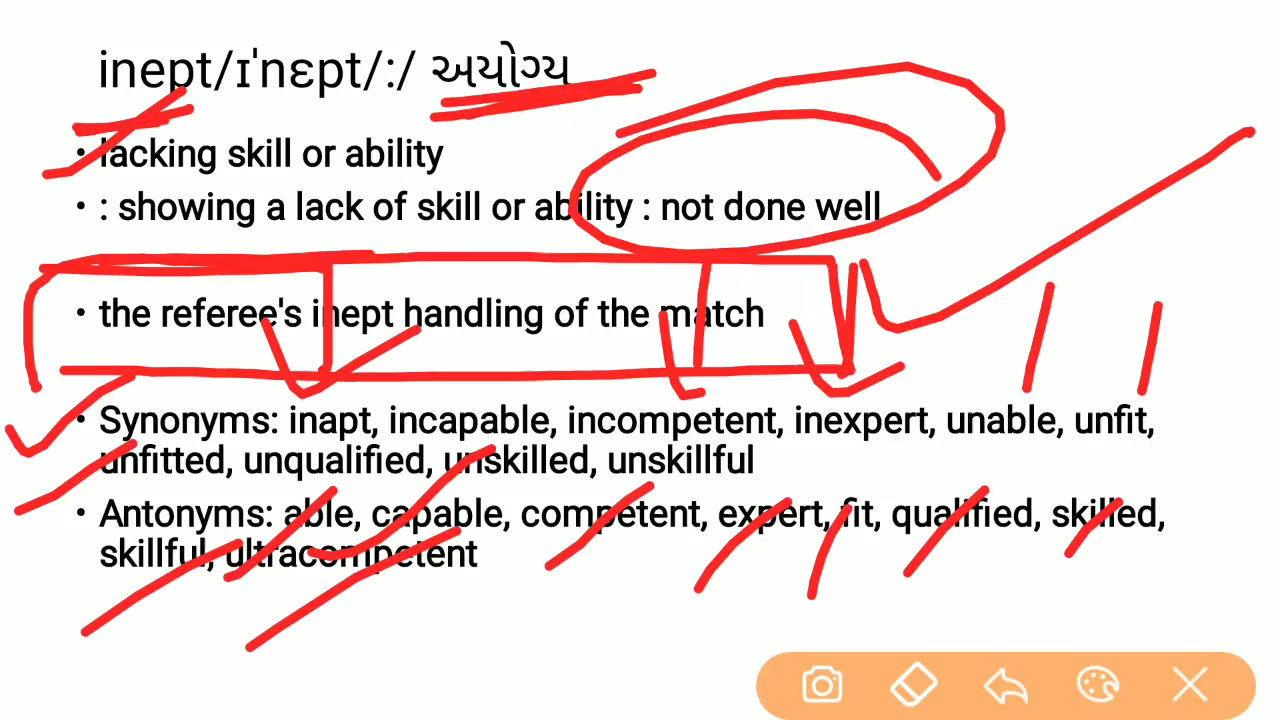 inept/ɪˈnɛpt/:/ અયોગ્ય
• lacking skill or ability
• : showing a lack of skill or ability : not done well
• the referee's inept handling of the match
• Synonyms: inapt, incapable, incompetent, inexpert, unable, unfit,
unfitted, unqualified, unskilled, unskillful
• Antonyms: able, capable, competent, expert, fit, qualified, skilled,
skillful, ultracompetent